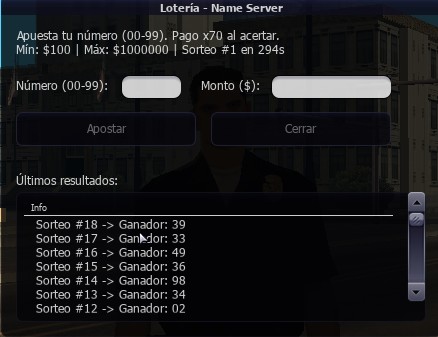 Lotería - Name Server
Apuesta tu número (00-99). Pago x70 al acertar.
Mín: $100 | Máx: $1000000 | Sorteo #1 en 294s
Número (00-99): Monto ($):
Apostar Cerrar
Últimos resultados:
Info
Sorteo #18 -> Ganador: 39
Sorteo #17 -> Ganador: 33
Sorteo #16 -> Ganador: 49
Sorteo #15 -> Ganador: 36
Sorteo #14 -> Ganador: 98
Sorteo #13 -> Ganador: 34
Sorteo #12 -> Ganador: 02